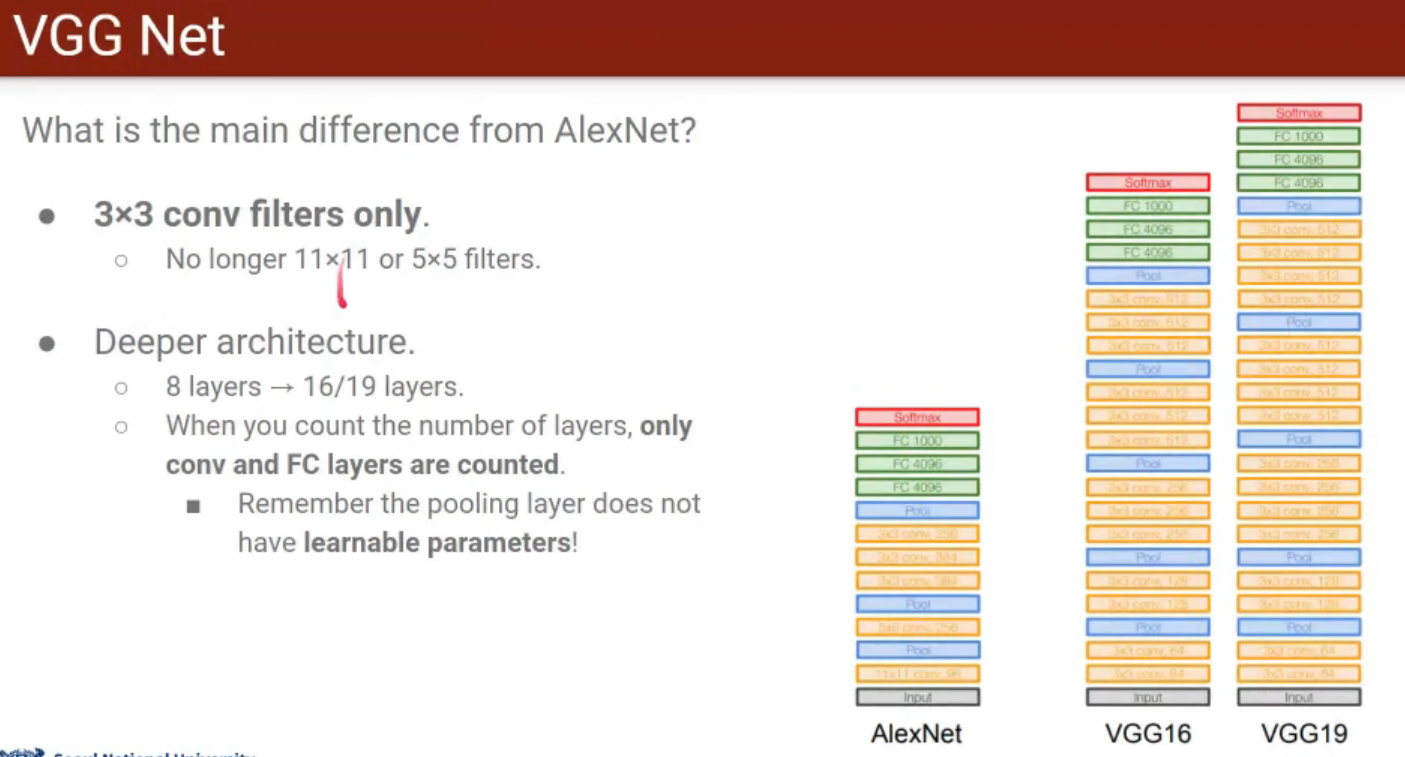 VGG Net
What is the main difference from AlexNet?
● 3×3 conv filters only.
○ No longer 11×11 or 5×5 filters.
● Deeper architecture.
○ 8 layers → 16/19 layers.
○ When you count the number of layers, only
conv and FC layers are counted.
■ Remember the pooling layer does not
have learnable parameters!
Softmax
FC 1000
FC 4096
FC 4096
Pool
3x3 conv, 256
3x3 conv, 384
3x3 conv, 384
Pool
5x5 conv, 256
Pool
11x11 conv, 96
Input
AlexNet
Softmax
FC 1000
FC 4096
FC 4096
Pool
3x3 conv, 512
3x3 conv, 512
3x3 conv, 512
Pool
3x3 conv, 512
3x3 conv, 512
3x3 conv, 512
Pool
3x3 conv, 256
3x3 conv, 256
3x3 conv, 256
Pool
3x3 conv, 128
3x3 conv, 128
Pool
3x3 conv, 64
3x3 conv, 64
Input
VGG16
Softmax
FC 1000
FC 4096
FC 4096
Pool
3x3 conv, 512
3x3 conv, 512
3x3 conv, 512
3x3 conv, 512
Pool
3x3 conv, 512
3x3 conv, 512
3x3 conv, 512
3x3 conv, 512
Pool
3x3 conv, 256
3x3 conv, 256
3x3 conv, 256
3x3 conv, 256
Pool
3x3 conv, 128
3x3 conv, 128
Pool
3x3 conv, 64
3x3 conv, 64
Input
VGG19
Seoul National University